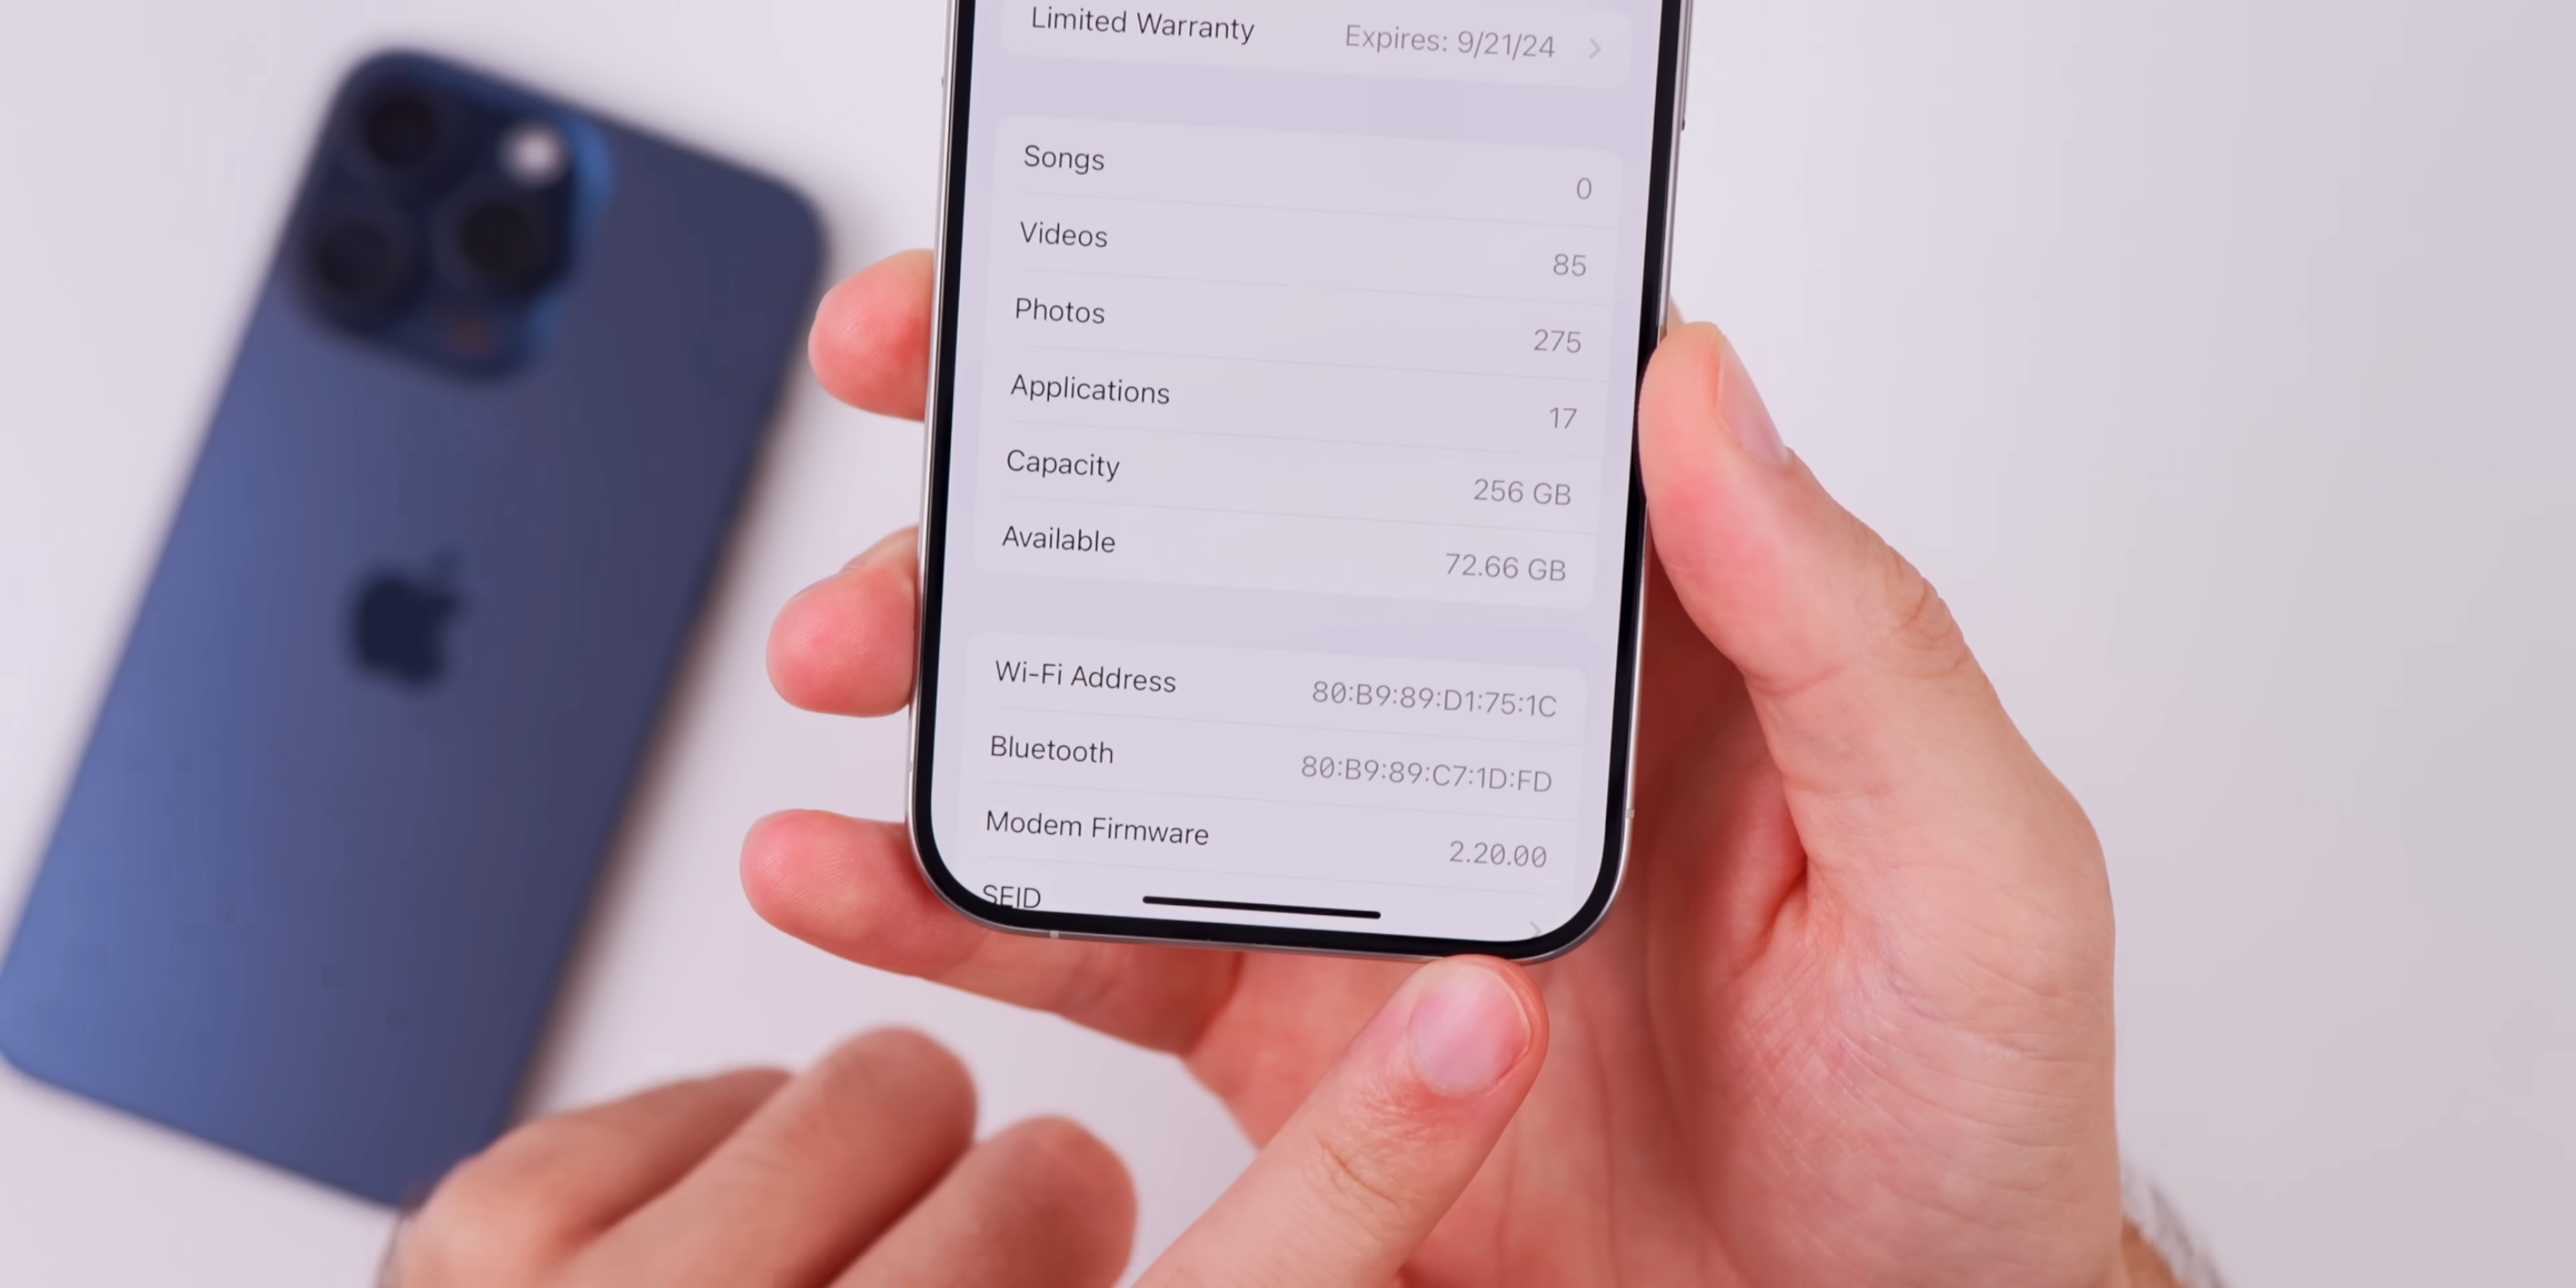 Limited Warranty Expires: 9/21/24
Songs 0
Videos 85
Photos 275
Applications 17
Capacity 256 GB
Available 72.66 GB
Wi-Fi Address 80:B9:89:D1:75:1C
Bluetooth 80:B9:89:C7:1D:FD
Modem Firmware 2.20.00
SEID